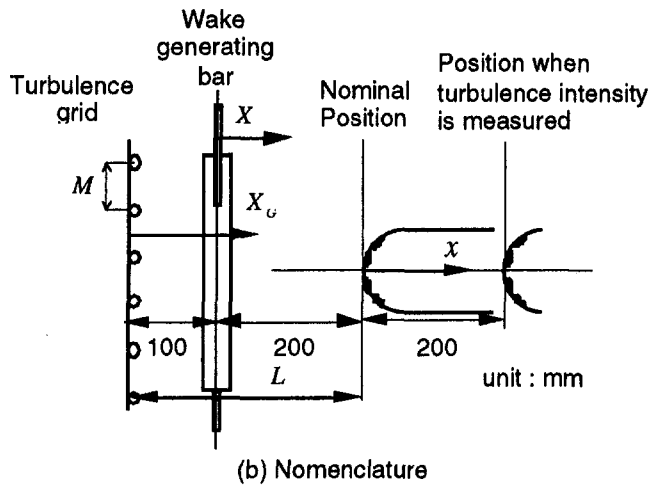 Wake
generating
bar
Turbulence
grid
Nominal
Position
Position when
turbulence intensity
is measured
X
M
X_G
x
100
200
200
L
unit : mm
(b) Nomenclature